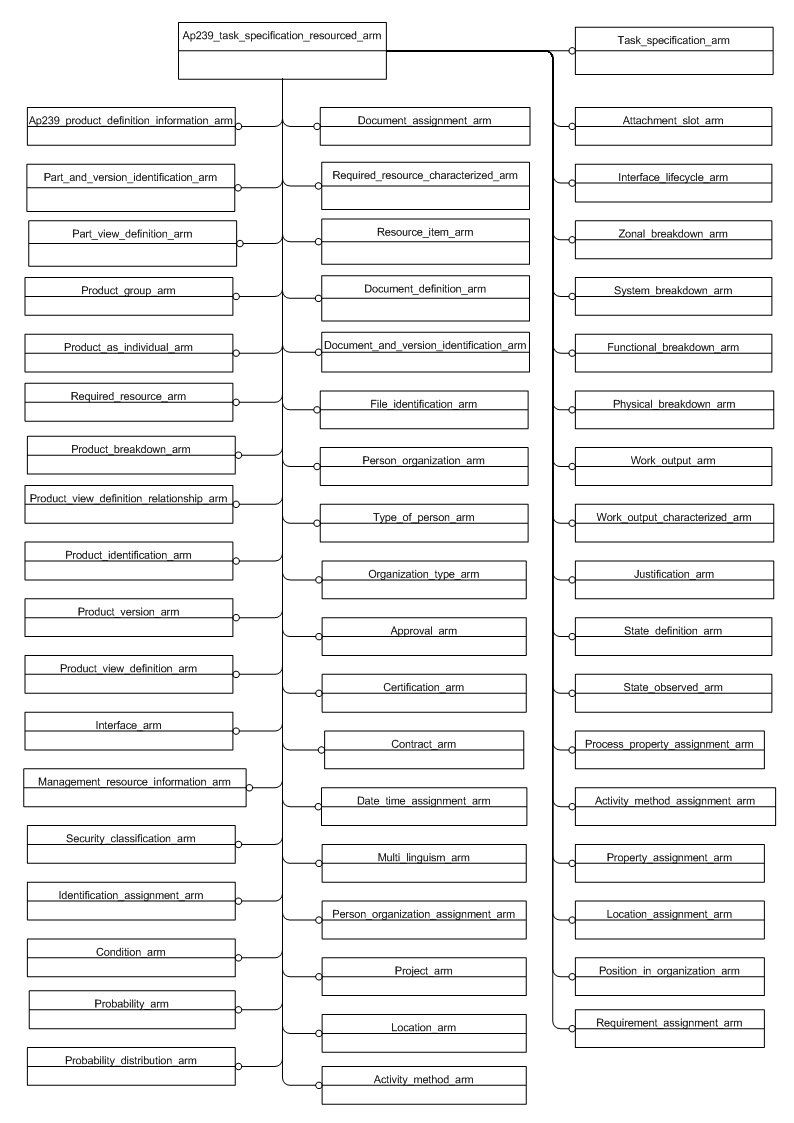 Ap239_task_specification_resourced_arm
Task_specification_arm
Ap239_product_definition_information_arm
Document_assignment_arm
Attachment_slot_arm
Part_and_version_identification_arm
Required_resource_characterized_arm
Interface_lifecycle_arm
Part_view_definition_arm
Resource_item_arm
Zonal_breakdown_arm
Product_group_arm
Document_definition_arm
System_breakdown_arm
Product_as_individual_arm
Document_and_version_identification_arm
Functional_breakdown_arm
Required_resource_arm
File_identification_arm
Physical_breakdown_arm
Product_breakdown_arm
Person_organization_arm
Work_output_arm
Product_view_definition_relationship_arm
Type_of_person_arm
Work_output_characterized_arm
Product_identification_arm
Organization_type_arm
Justification_arm
Product_version_arm
Approval_arm
State_definition_arm
Product_view_definition_arm
Certification_arm
State_observed_arm
Interface_arm
Contract_arm
Process_property_assignment_arm
Management_resource_information_arm
Date_time_assignment_arm
Activity_method_assignment_arm
Security_classification_arm
Multi_linguism_arm
Property_assignment_arm
Identification_assignment_arm
Person_organization_assignment_arm
Location_assignment_arm
Condition_arm
Project_arm
Position_in_organization_arm
Probability_arm
Location_arm
Requirement_assignment_arm
Probability_distribution_arm
Activity_method_arm